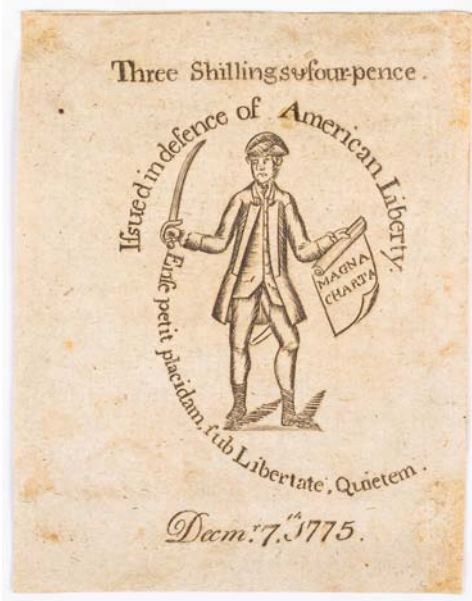 Three Shillings & four-pence.
Iſsued in defence of American Liberty.
MAGNA
CHARTA
Enſe petit placidam, ſub Libertate, Quietem.
Decmr. 7.th 1775.